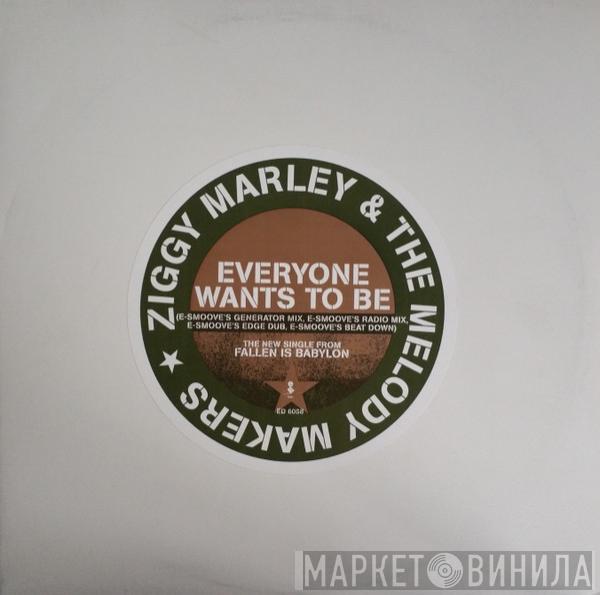 ZIGGY MARLEY & THE MELODY MAKERS ★
EVERYONE
WANTS TO BE
(E-SMOOVE'S GENERATOR MIX, E-SMOOVE'S RADIO MIX,
E-SMOOVE'S EDGE DUB, E-SMOOVE'S BEAT DOWN)
THE NEW SINGLE FROM
FALLEN IS BABYLON
ED 6058
МАРКЕТ ВИНИЛА